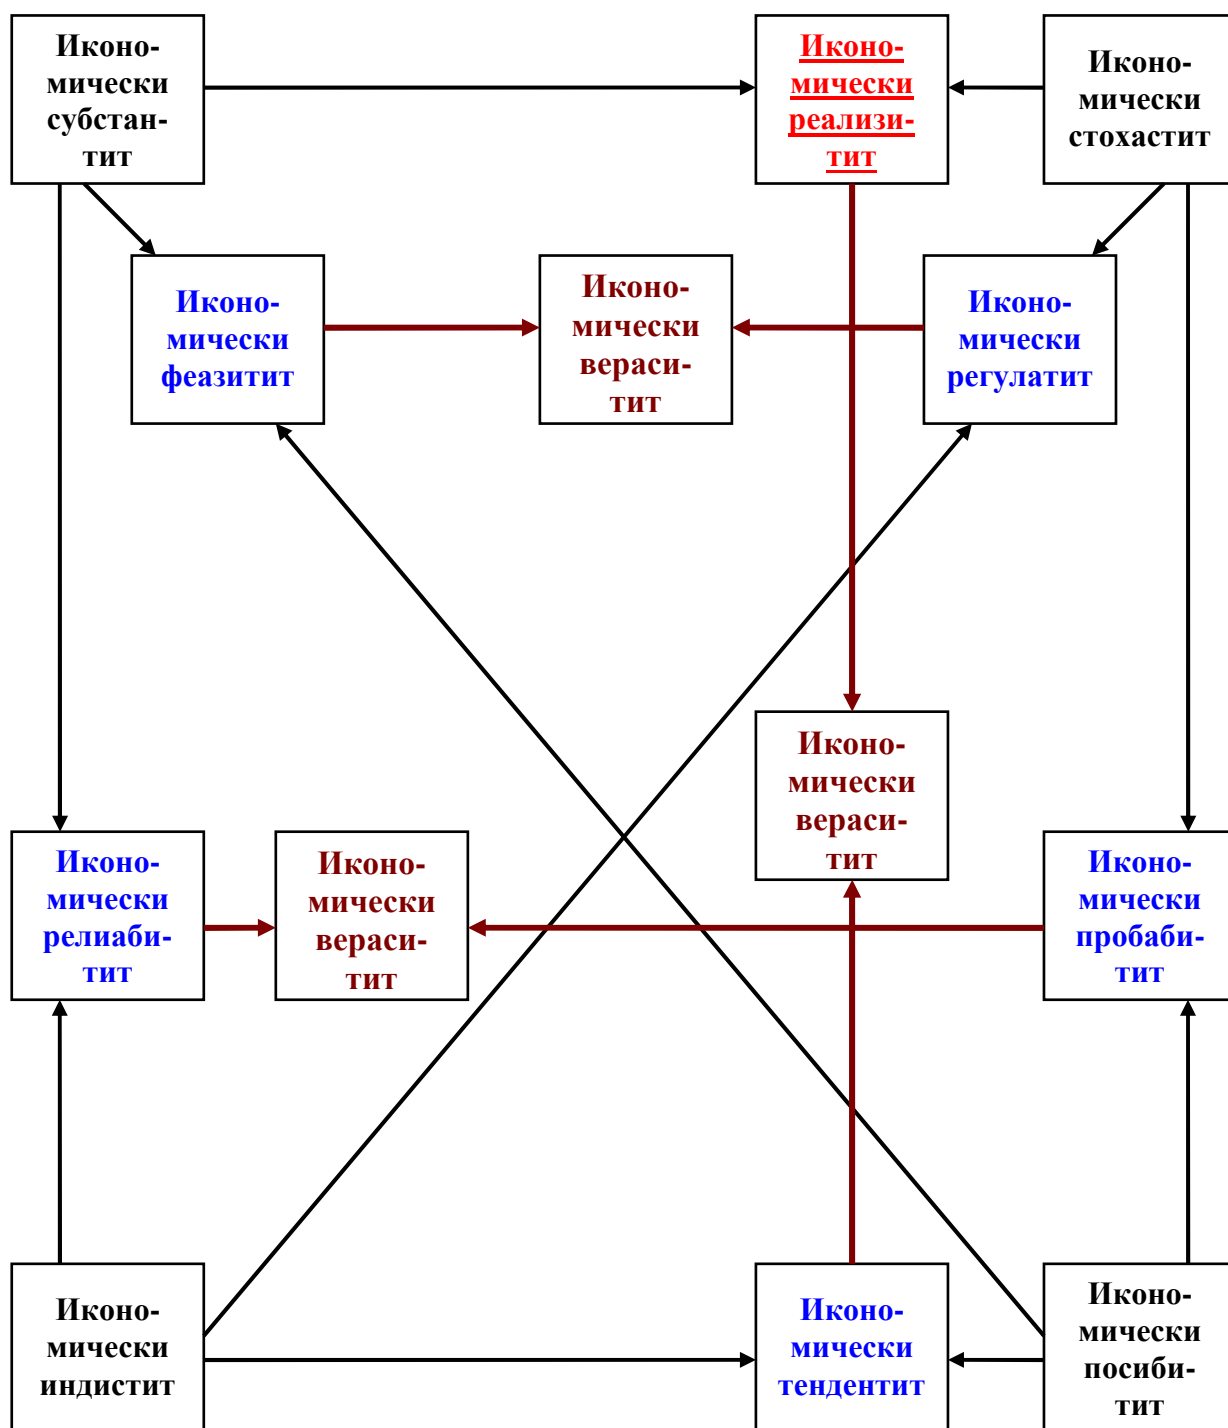 Иконо-
мически
субстан-
тит
Иконо-
мически
реализи-
тит
Иконо-
мически
стохастит
Иконо-
мически
феазитит
Иконо-
мически
вераси-
тит
Иконо-
мически
регулатит
Иконо-
мически
вераси-
тит
Иконо-
мически
релиаби-
тит
Иконо-
мически
вераси-
тит
Иконо-
мически
пробаби-
тит
Иконо-
мически
индистит
Иконо-
мически
тендентит
Иконо-
мически
посиби-
тит